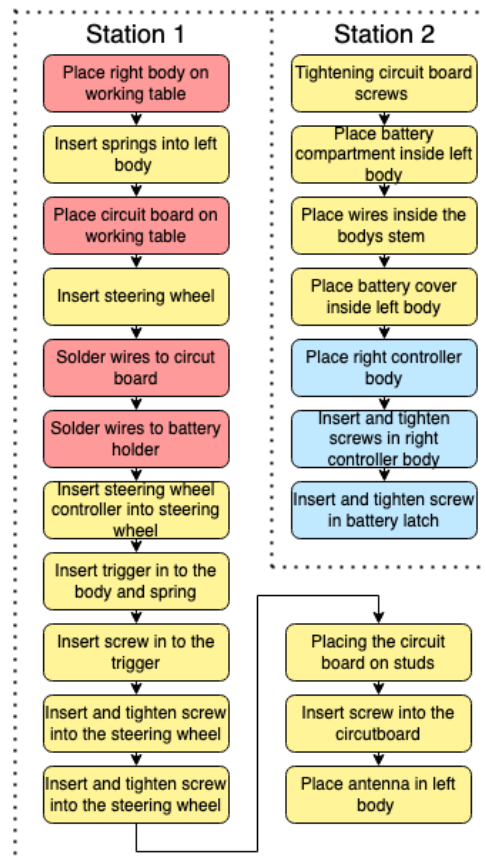 Station 1
Place right body on
working table
Insert springs into left
body
Place circuit board on
working table
Insert steering wheel
Solder wires to circut
board
Solder wires to battery
holder
Insert steering wheel
controller into steering
wheel
Insert trigger in to the
body and spring
Insert screw in to the
trigger
Insert and tighten screw
into the steering wheel
Insert and tighten screw
into the steering wheel
Placing the circuit
board on studs
Insert screw into the
circutboard
Place antenna in left
body
Station 2
Tightening circuit board
screws
Place battery
compartment inside left
body
Place wires inside the
bodys stem
Place battery cover
inside left body
Place right controller
body
Insert and tighten
screws in right
controller body
Insert and tighten screw
in battery latch